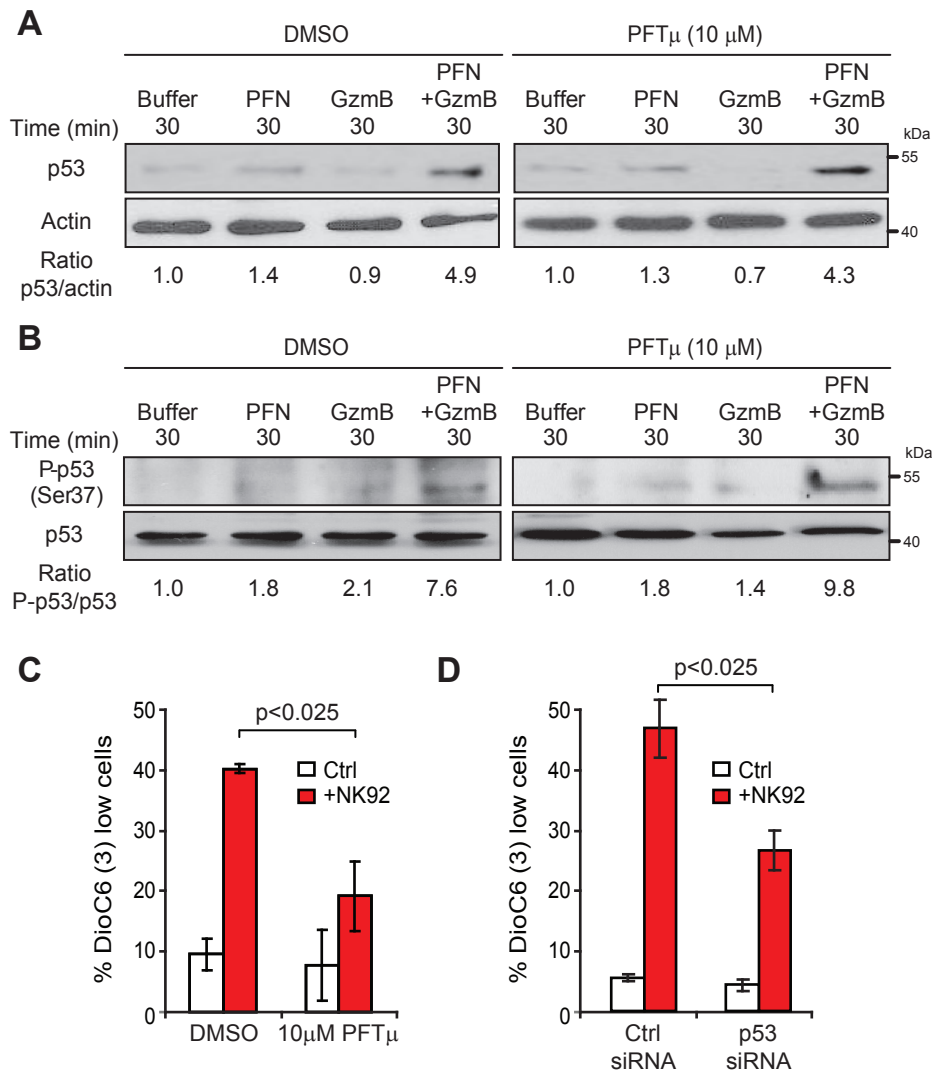 A
DMSO
PFTµ (10 µM)
Buffer PFN GzmB PFN +GzmB Buffer PFN GzmB PFN +GzmB
Time (min) 30 30 30 30 30 30 30 30
kDa
p53
55
Actin
40
Ratio p53/actin 1.0 1.4 0.9 4.9 1.0 1.3 0.7 4.3
B
DMSO
PFTµ (10 µM)
Buffer PFN GzmB PFN +GzmB Buffer PFN GzmB PFN +GzmB
Time (min) 30 30 30 30 30 30 30 30
kDa
P-p53 (Ser37)
55
p53
40
Ratio P-p53/p53 1.0 1.8 2.1 7.6 1.0 1.8 1.4 9.8
C
% DioC6 (3) low cells
50
40
30
20
10
0
p<0.025
Ctrl
+NK92
DMSO 10µM PFTµ
D
% DioC6 (3) low cells
50
40
30
20
10
0
p<0.025
Ctrl
+NK92
Ctrl siRNA
p53 siRNA